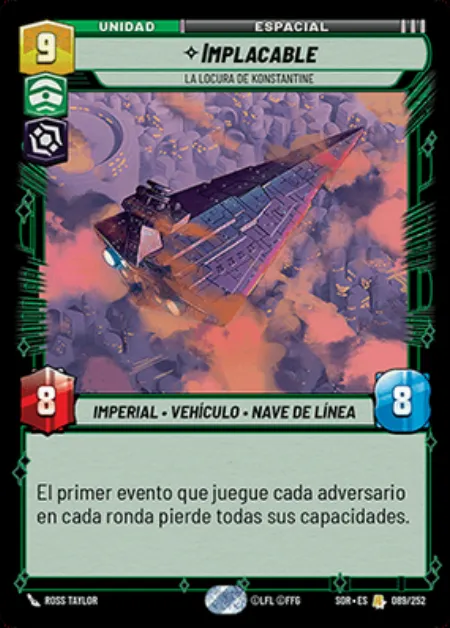 UNIDAD
ESPACIAL
9
IMPLACABLE
LA LOCURA DE KONSTANTINE
8
IMPERIAL • VEHÍCULO • NAVE DE LÍNEA
8
El primer evento que juegue cada adversario
en cada ronda pierde todas sus capacidades.
ROSS TAYLOR
©LFL ©FFG
SOR • ES
089/252